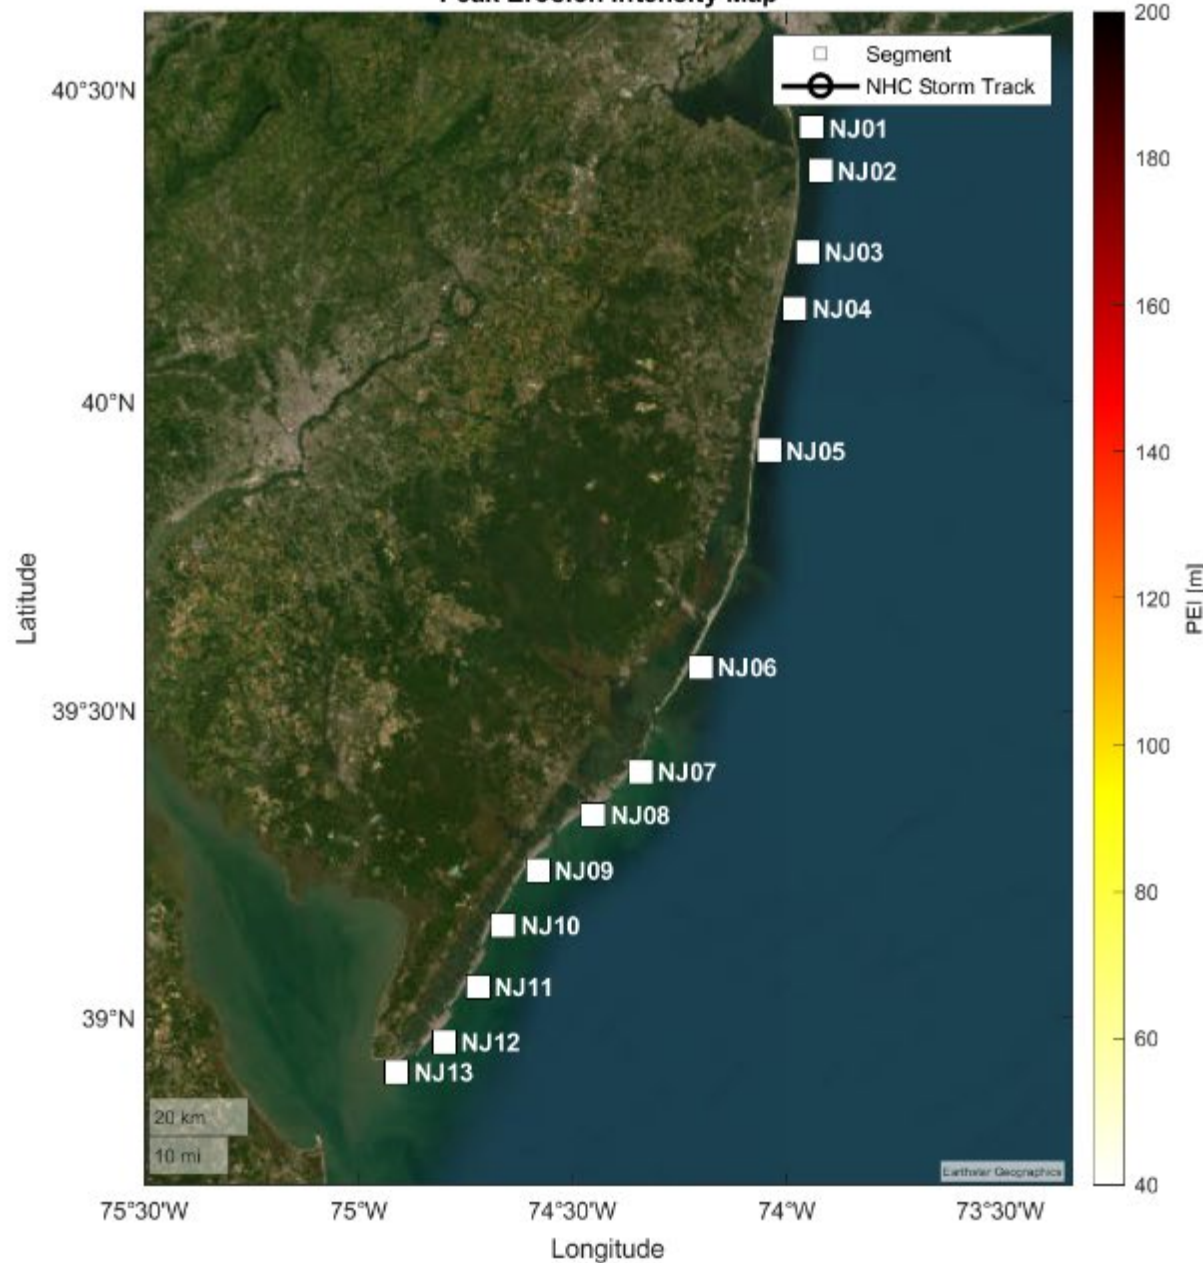 Peak Erosion Intensity Map
Segment
NHC Storm Track
NJ01
NJ02
NJ03
NJ04
NJ05
NJ06
NJ07
NJ08
NJ09
NJ10
NJ11
NJ12
NJ13
40°30'N
40°N
39°30'N
39°N
Latitude
20 km
10 mi
Earthstar Geographics
75°30'W
75°W
74°30'W
74°W
73°30'W
Longitude
200
180
160
140
120
100
80
60
40
PEI [m]